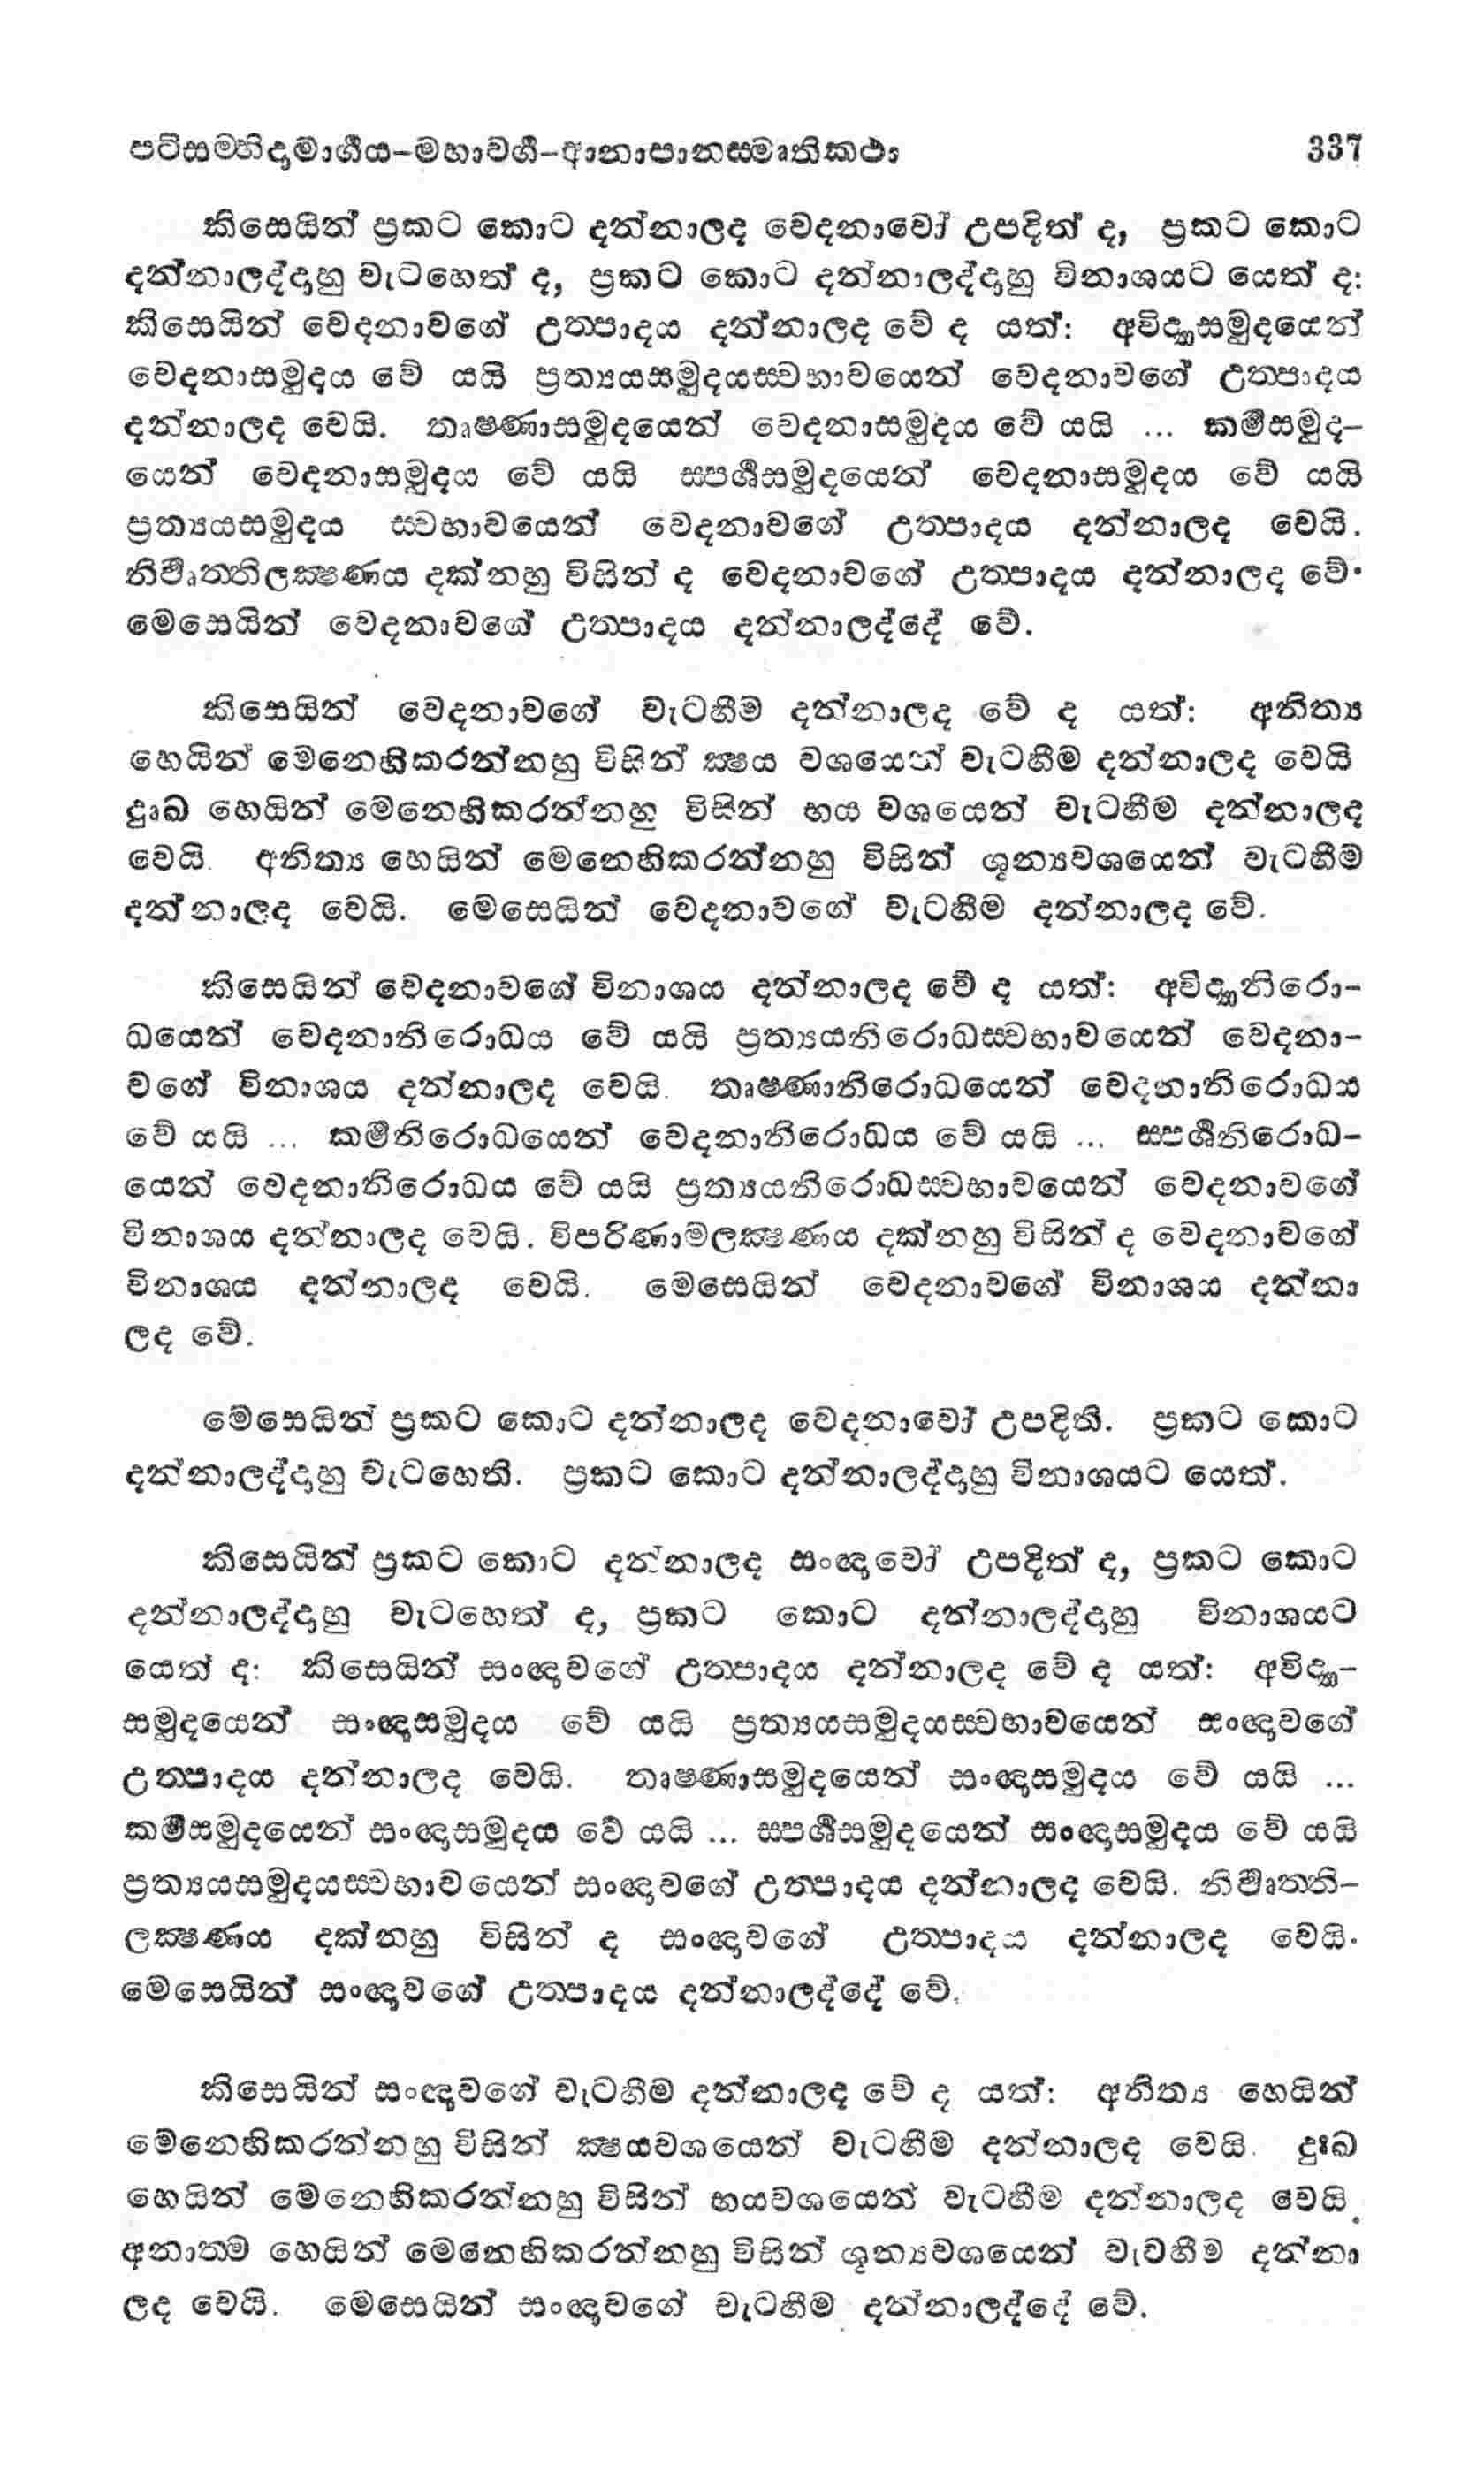 පටිසම්භිදාමාර්ගය-මහාවර්ග-ආනාපානස්මෘතිකථා 337
කිසෙයින් ප්‍රකට කොට දන්නාලද වෙදනාවෝ උපදිත් ද, ප්‍රකට කොට
දන්නාලද්දාහු වැටහෙත් ද, ප්‍රකට කොට දන්නාලද්දාහු විනාශයට යෙත් ද:
කිසෙයින් වෙදනාවගේ උත්පාදය දන්නාලද වේ ද යත්: අවිද්‍යාසමුදයෙන්
වෙදනාසමුදය වේ යයි ප්‍රත්‍යයසමුදයස්වභාවයෙන් වෙදනාවගේ උත්පාදය
දන්නාලද වෙයි. තෘෂ්ණාසමුදයෙන් වෙදනාසමුදය වේ යයි ... කර්මසමුද-
යෙන් වෙදනාසමුදය වේ යයි ස්පර්ශසමුදයෙන් වෙදනාසමුදය වේ යයි
ප්‍රත්‍යයසමුදය ස්වභාවයෙන් වෙදනාවගේ උත්පාදය දන්නාලද වෙයි.
නිර්වෘත්තිලක්ෂණය දක්නහු විසින් ද වෙදනාවගේ උත්පාදය දන්නාලද වේ.
මෙසෙයින් වෙදනාවගේ උත්පාදය දන්නාලද්දේ වේ.
කිසෙයින් වෙදනාවගේ වැටහීම දන්නාලද වේ ද යත්: අනිත්‍ය
හෙයින් මෙනෙහිකරන්නහු විසින් ක්ෂය වශයෙන් වැටහීම දන්නාලද වෙයි
දුඃඛ හෙයින් මෙනෙහිකරන්නහු විසින් භය වශයෙන් වැටහීම දන්නාලද
වෙයි. අනිත්‍ය හෙයින් මෙනෙහිකරන්නහු විසින් ශූන්‍යවශයෙන් වැටහීම
දන්නාලද වෙයි. මෙසෙයින් වෙදනාවගේ වැටහීම දන්නාලද වේ.
කිසෙයින් වෙදනාවගේ විනාශය දන්නාලද වේ ද යත්: අවිද්‍යානිරො-
ධයෙන් වෙදනානිරොධය වේ යයි ප්‍රත්‍යයනිරොධස්වභාවයෙන් වෙදනා-
වගේ විනාශය දන්නාලද වෙයි. තෘෂ්ණානිරොධයෙන් වෙදනානිරොධය
වේ යයි ... කර්මනිරොධයෙන් වෙදනානිරොධය වේ යයි ... ස්පර්ශනිරොධ-
යෙන් වෙදනානිරොධය වේ යයි ප්‍රත්‍යයනිරොධස්වභාවයෙන් වෙදනාවගේ
විනාශය දන්නාලද වෙයි. විපරිණාමලක්ෂණය දක්නහු විසින් ද වෙදනාවගේ
විනාශය දන්නාලද වෙයි. මෙසෙයින් වෙදනාවගේ විනාශය දන්නා
ලද වේ.
මෙසෙයින් ප්‍රකට කොට දන්නාලද වෙදනාවෝ උපදිති. ප්‍රකට කොට
දන්නාලද්දාහු වැටහෙති. ප්‍රකට කොට දන්නාලද්දාහු විනාශයට යෙත්.
කිසෙයින් ප්‍රකට කොට දන්නාලද සංඥාවෝ උපදිත් ද, ප්‍රකට කොට
දන්නාලද්දාහු වැටහෙත් ද, ප්‍රකට කොට දන්නාලද්දාහු විනාශයට
යෙත් ද: කිසෙයින් සංඥාවගේ උත්පාදය දන්නාලද වේ ද යත්: අවිද්‍යා-
සමුදයෙන් සංඥාසමුදය වේ යයි ප්‍රත්‍යයසමුදයස්වභාවයෙන් සංඥාවගේ
උත්පාදය දන්නාලද වෙයි. තෘෂ්ණාසමුදයෙන් සංඥාසමුදය වේ යයි ...
කර්මසමුදයෙන් සංඥාසමුදය වේ යයි ... ස්පර්ශසමුදයෙන් සංඥාසමුදය වේ යයි
ප්‍රත්‍යයසමුදයස්වභාවයෙන් සංඥාවගේ උත්පාදය දන්නාලද වෙයි. නිර්වෘත්ති-
ලක්ෂණය දක්නහු විසින් ද සංඥාවගේ උත්පාදය දන්නාලද වෙයි.
මෙසෙයින් සංඥාවගේ උත්පාදය දන්නාලද්දේ වේ.
කිසෙයින් සංඥාවගේ වැටහීම දන්නාලද වේ ද යත්: අනිත්‍ය හෙයින්
මෙනෙහිකරන්නහු විසින් ක්ෂයවශයෙන් වැටහීම දන්නාලද වෙයි. දුඃඛ
හෙයින් මෙනෙහිකරන්නහු විසින් භයවශයෙන් වැටහීම දන්නාලද වෙයි.
අනාත්ම හෙයින් මෙනෙහිකරන්නහු විසින් ශූන්‍යවශයෙන් වැවහීම දන්නා
ලද වෙයි. මෙසෙයින් සංඥාවගේ වැටහීම දන්නාලද්දේ වේ.